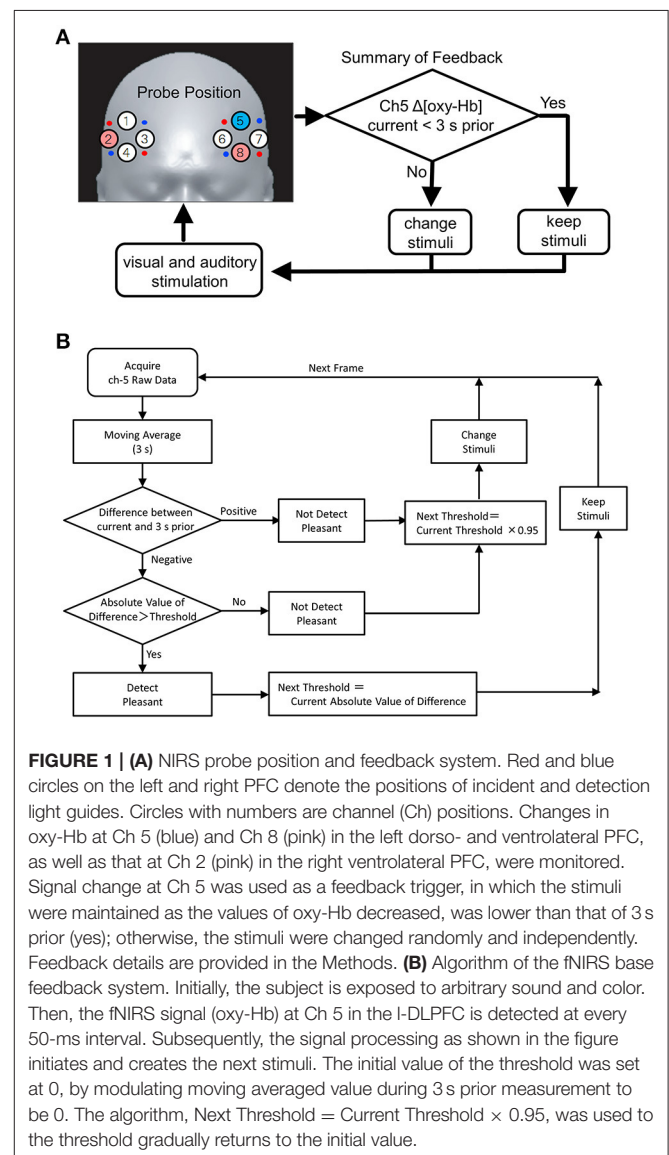 A
Summary of Feedback
Probe Position
1
5
2
3
6
7
4
8
Ch5 Δ[oxy-Hb]
current < 3 s prior
Yes
No
change
stimuli
keep
stimuli
visual and auditory
stimulation
B
Acquire
ch-5 Raw Data
Next Frame
Moving Average
(3 s)
Change
Stimuli
Difference between
current and 3 s prior
Positive
Not Detect
Pleasant
Next Threshold＝
Current Threshold ×0.95
Keep
Stimuli
Negative
Absolute Value of
Difference＞Threshold
No
Not Detect
Pleasant
Yes
Detect
Pleasant
Next Threshold ＝
Current Absolute Value of Difference
FIGURE 1 | (A) NIRS probe position and feedback system. Red and blue
circles on the left and right PFC denote the positions of incident and detection
light guides. Circles with numbers are channel (Ch) positions. Changes in
oxy-Hb at Ch 5 (blue) and Ch 8 (pink) in the left dorso- and ventrolateral PFC,
as well as that at Ch 2 (pink) in the right ventrolateral PFC, were monitored.
Signal change at Ch 5 was used as a feedback trigger, in which the stimuli
were maintained as the values of oxy-Hb decreased, was lower than that of 3 s
prior (yes); otherwise, the stimuli were changed randomly and independently.
Feedback details are provided in the Methods. (B) Algorithm of the fNIRS base
feedback system. Initially, the subject is exposed to arbitrary sound and color.
Then, the fNIRS signal (oxy-Hb) at Ch 5 in the l-DLPFC is detected at every
50-ms interval. Subsequently, the signal processing as shown in the figure
initiates and creates the next stimuli. The initial value of the threshold was set
at 0, by modulating moving averaged value during 3 s prior measurement to
be 0. The algorithm, Next Threshold = Current Threshold × 0.95, was used to
the threshold gradually returns to the initial value.